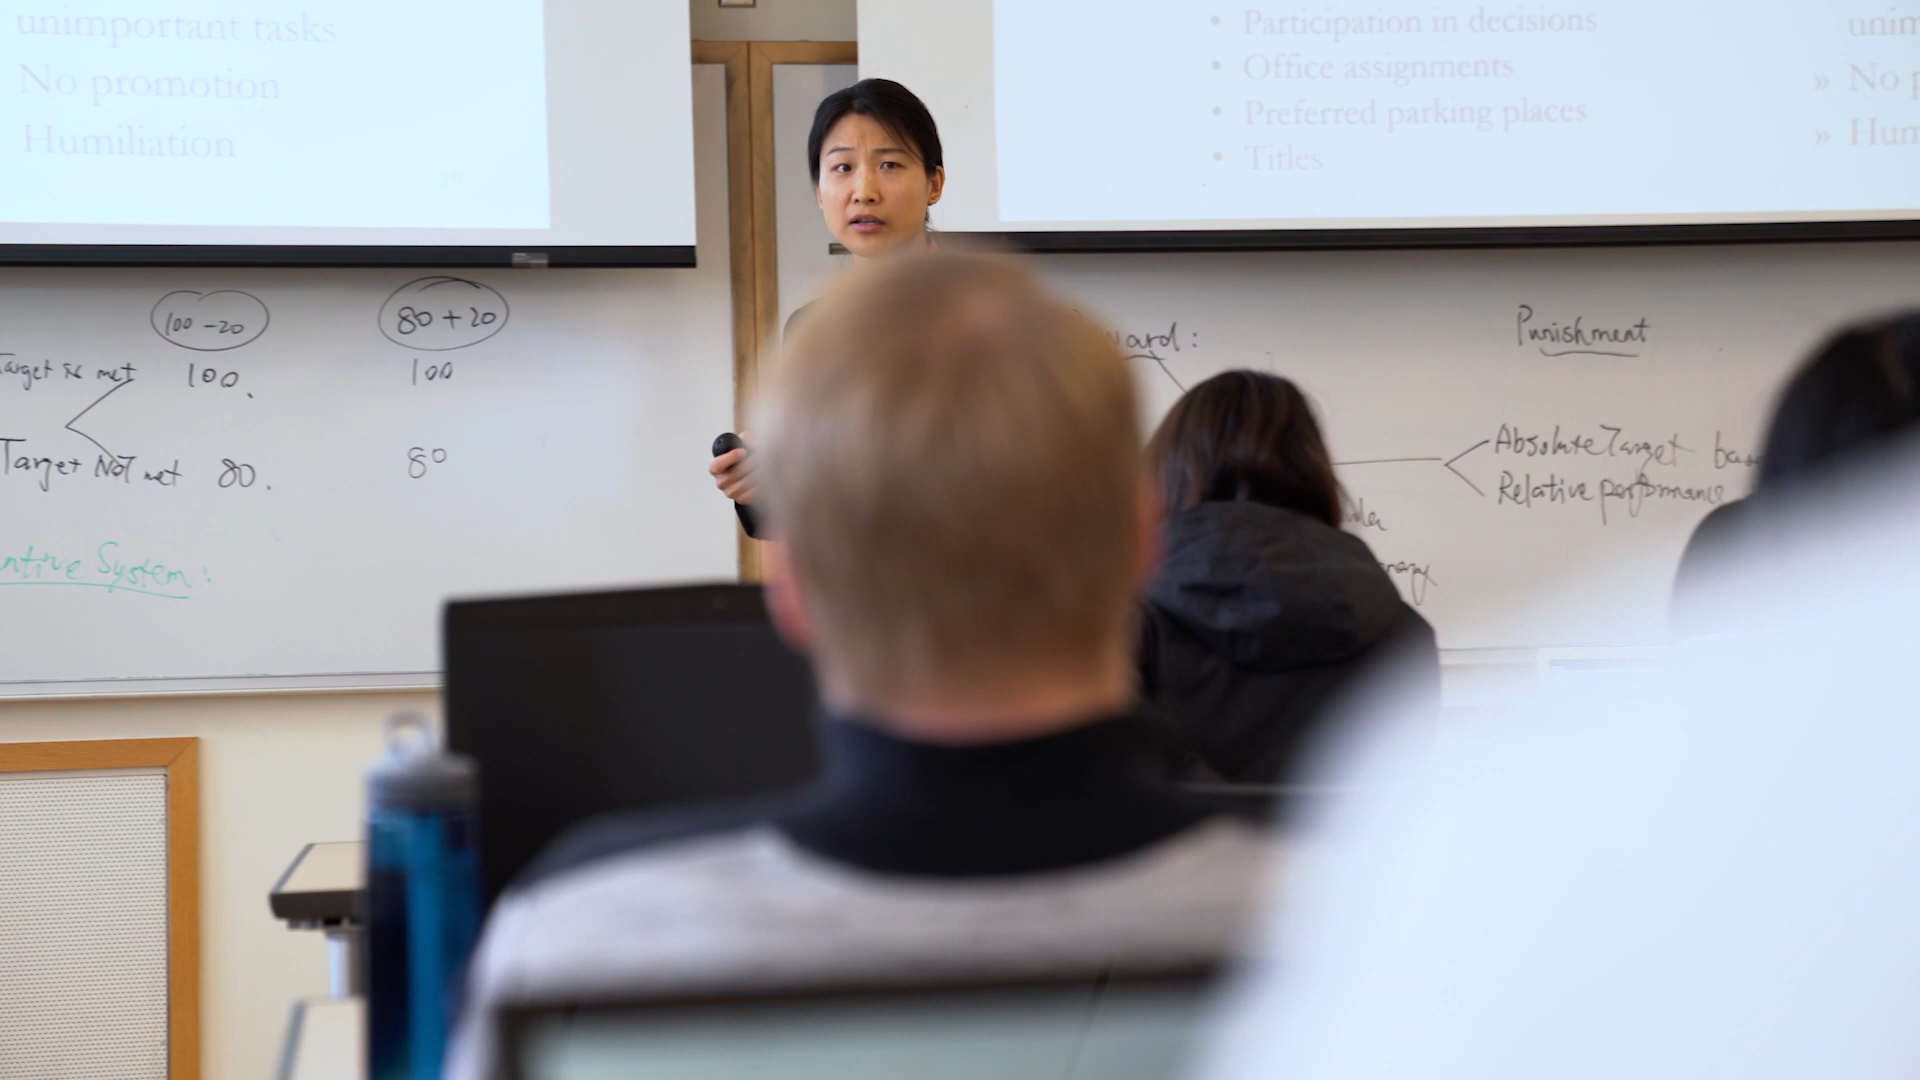 unimportant tasks
No promotion
Humiliation
19
• Participation in decisions
• Office assignments
• Preferred parking places
• Titles
unim
» No p
» Hum
100 - 20
80 + 20
Target is met 100.
100
Target NOT met 80.
80
ntive System:
ward:
Punishment
Absolute Target ba
Relative performance